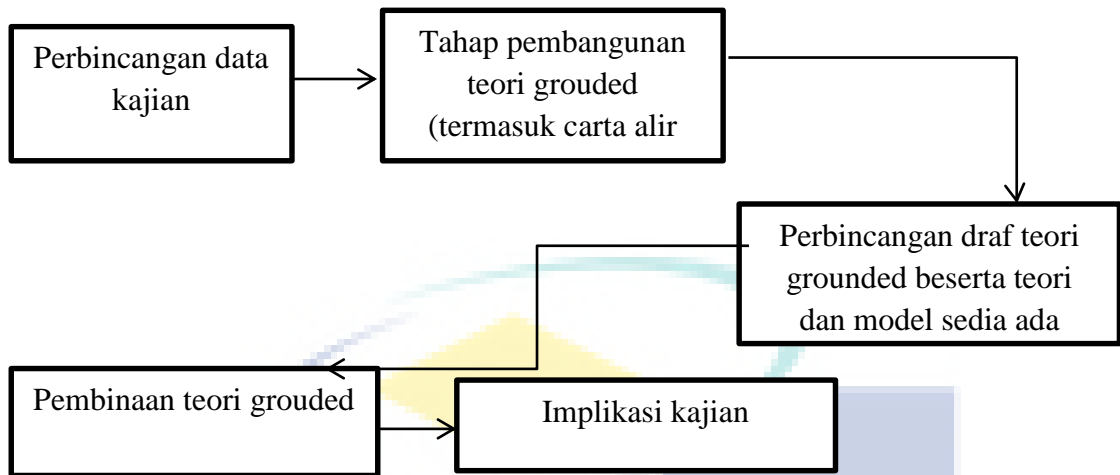 Perbincangan data
kajian
Tahap pembangunan
teori grouded
(termasuk carta alir
Perbincangan draf teori
grounded beserta teori
dan model sedia ada
Pembinaan teori grouded
Implikasi kajian